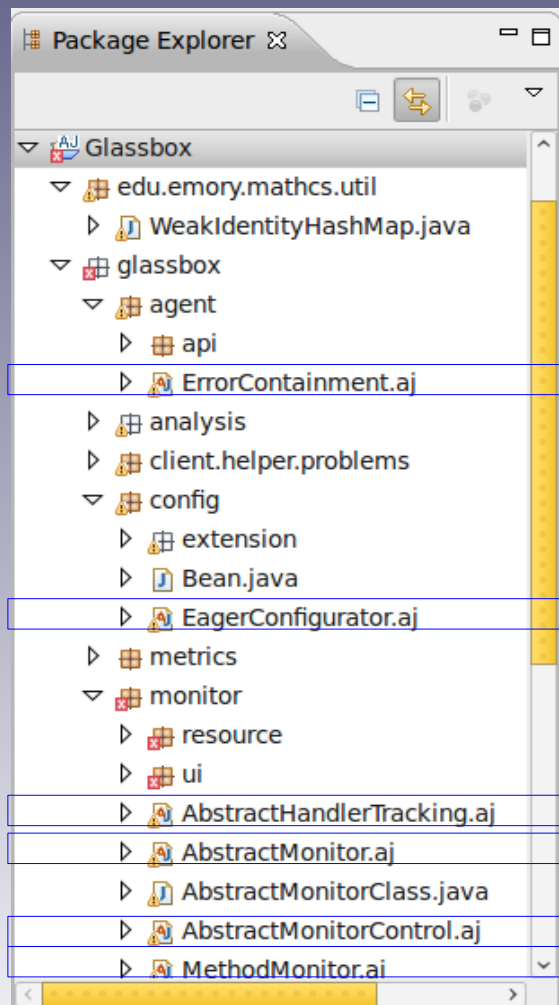 Package Explorer
Glassbox
edu.emory.mathcs.util
WeakIdentityHashMap.java
glassbox
agent
api
ErrorContainment.aj
analysis
client.helper.problems
config
extension
Bean.java
EagerConfigurator.aj
metrics
monitor
resource
ui
AbstractHandlerTracking.aj
AbstractMonitor.aj
AbstractMonitorClass.java
AbstractMonitorControl.aj
MethodMonitor.aj